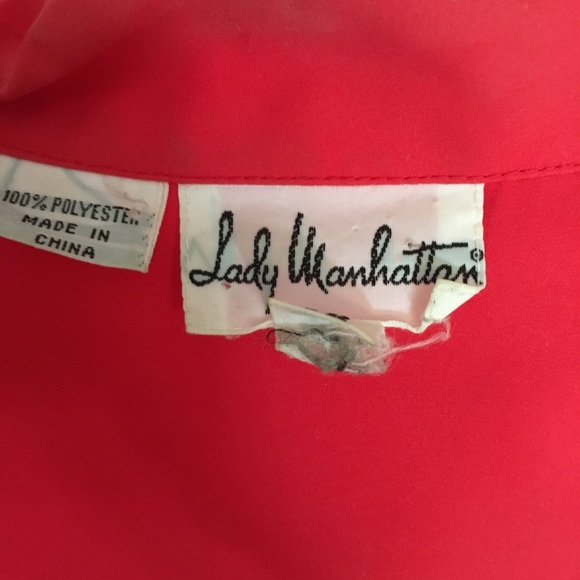 100% POLYESTER
MADE IN
CHINA
Lady Manhattan®